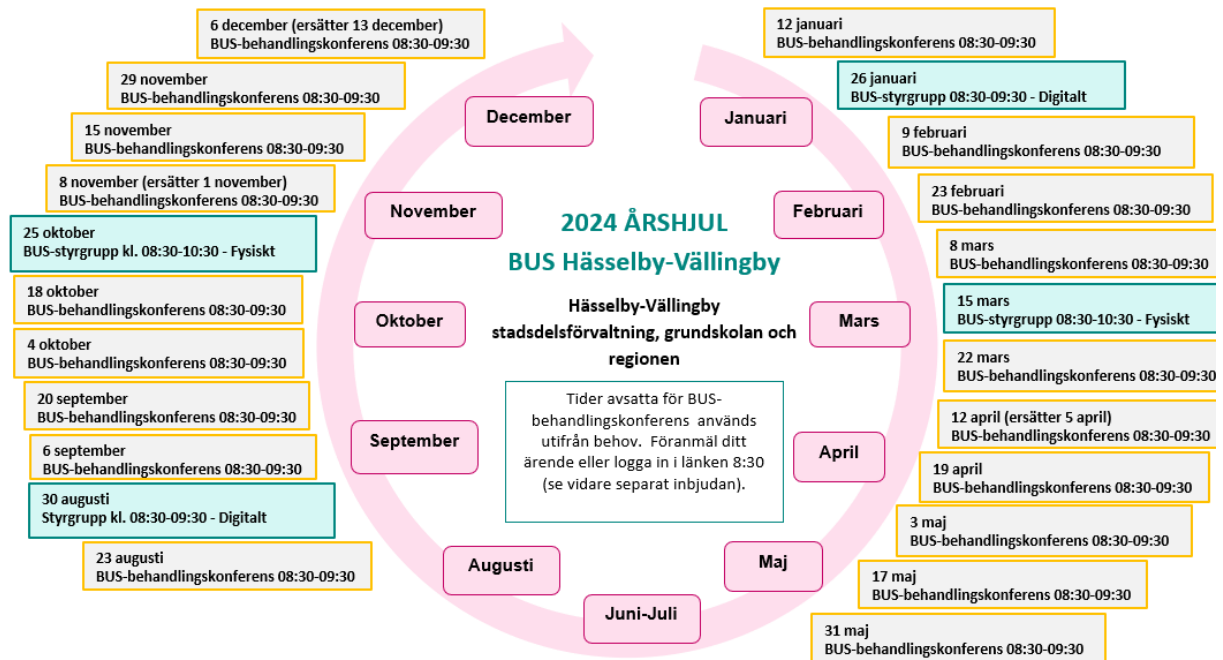 12 januari
BUS-behandlingskonferens 08:30-09:30
26 januari
BUS-styrgrupp 08:30-09:30 - Digitalt
9 februari
BUS-behandlingskonferens 08:30-09:30
23 februari
BUS-behandlingskonferens 08:30-09:30
8 mars
BUS-behandlingskonferens 08:30-09:30
15 mars
BUS-styrgrupp 08:30-10:30 - Fysiskt
22 mars
BUS-behandlingskonferens 08:30-09:30
12 april (ersätter 5 april)
BUS-behandlingskonferens 08:30-09:30
19 april
BUS-behandlingskonferens 08:30-09:30
3 maj
BUS-behandlingskonferens 08:30-09:30
17 maj
BUS-behandlingskonferens 08:30-09:30
31 maj
BUS-behandlingskonferens 08:30-09:30
23 augusti
BUS-behandlingskonferens 08:30-09:30
30 augusti
Styrgrupp kl. 08:30-09:30 - Digitalt
6 september
BUS-behandlingskonferens 08:30-09:30
20 september
BUS-behandlingskonferens 08:30-09:30
4 oktober
BUS-behandlingskonferens 08:30-09:30
18 oktober
BUS-behandlingskonferens 08:30-09:30
25 oktober
BUS-styrgrupp kl. 08:30-10:30 - Fysiskt
8 november (ersätter 1 november)
BUS-behandlingskonferens 08:30-09:30
15 november
BUS-behandlingskonferens 08:30-09:30
29 november
BUS-behandlingskonferens 08:30-09:30
6 december (ersätter 13 december)
BUS-behandlingskonferens 08:30-09:30
Januari
Februari
Mars
April
Maj
Juni-Juli
Augusti
September
Oktober
November
December
2024 ÅRSHJUL
BUS Hässelby-Vällingby
Hässelby-Vällingby
stadsdelsförvaltning, grundskolan och
regionen
Tider avsatta för BUS-
behandlingskonferens används
utifrån behov. Föranmäl ditt
ärende eller logga in i länken 8:30
(se vidare separat inbjudan).